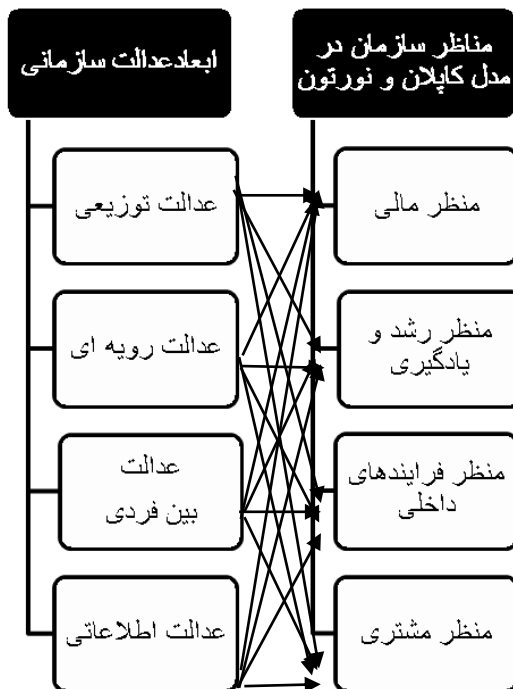 مناظر سازمان در
مدل کاپلان و نورتون
منظر مالی
منظر رشد و
یادگیری
منظر فرایندهای
داخلی
منظر مشتری
ابعادعدالت سازمانی
عدالت توزیعی
عدالت رویه ای
عدالت
بین فردی
عدالت اطلاعاتی